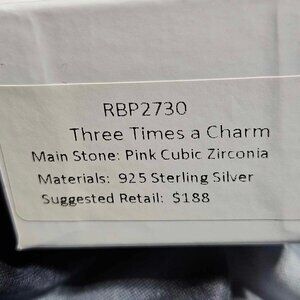 RBP2730
Three Times a Charm
Main Stone: Pink Cubic Zirconia
Materials: 925 Sterling Silver
Suggested Retail: $188